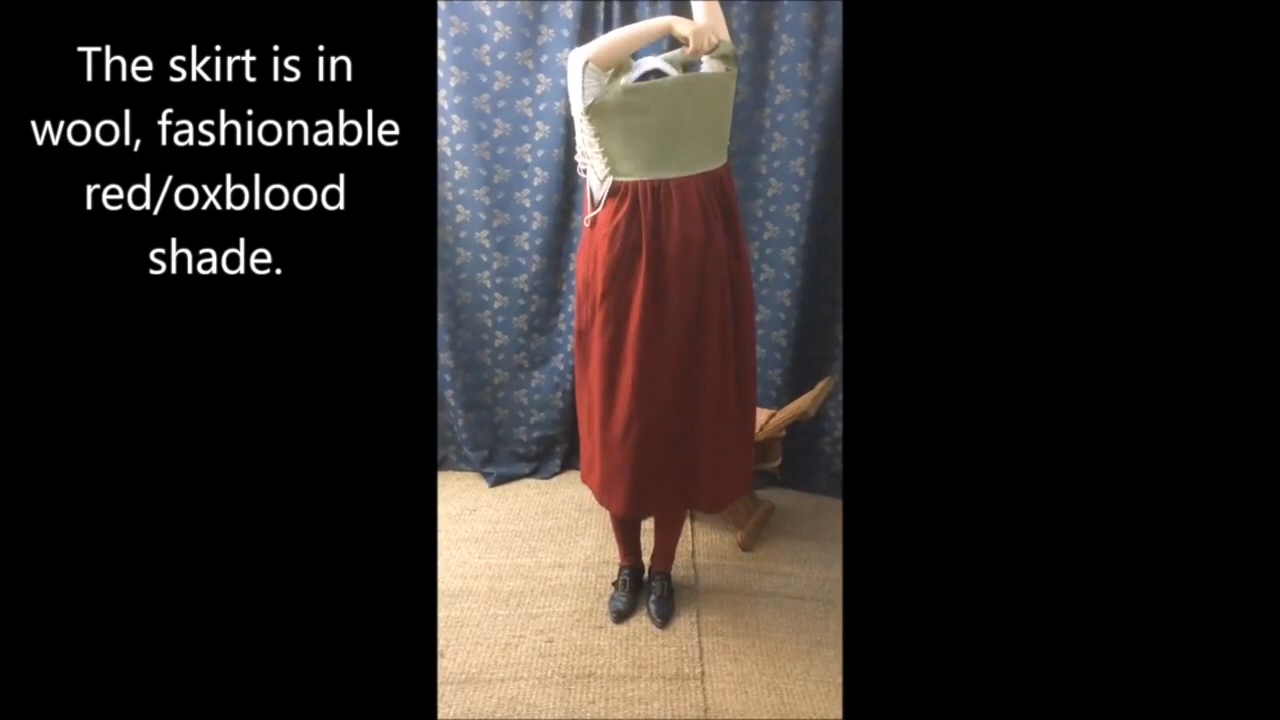 The skirt is in
wool, fashionable
red/oxblood
shade.